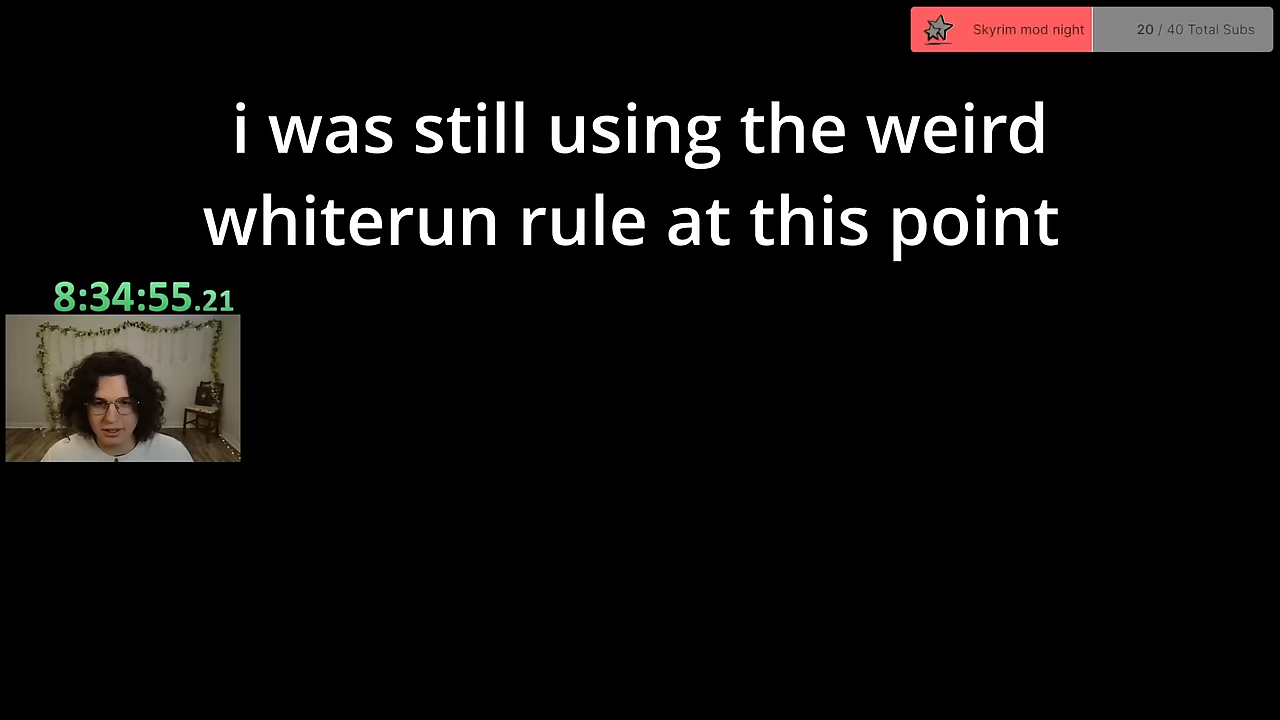 Skyrim mod night 20 / 40 Total Subs
i was still using the weird
whiterun rule at this point
8:34:55.21